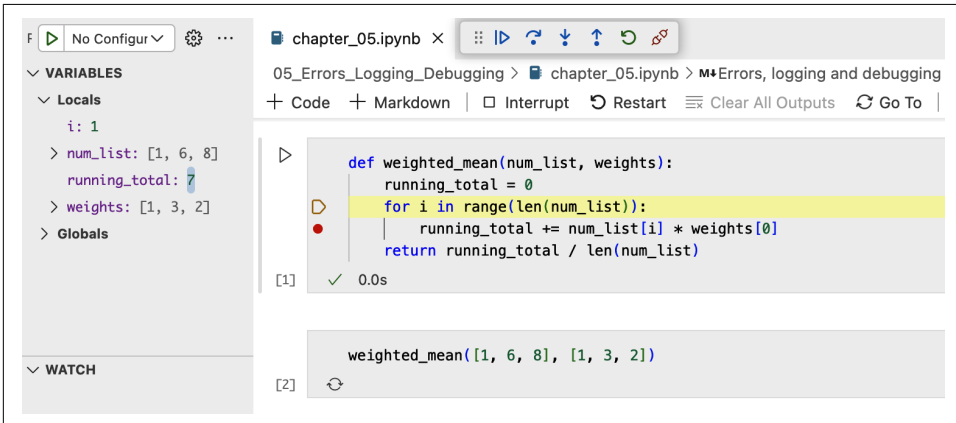 F No Configur ···
VARIABLES
Locals
i: 1
num_list: [1, 6, 8]
running_total: 7
weights: [1, 3, 2]
Globals
WATCH
chapter_05.ipynb ×
05_Errors_Logging_Debugging > chapter_05.ipynb > M↓Errors, logging and debugging
+ Code + Markdown | Interrupt Restart Clear All Outputs Go To |
def weighted_mean(num_list, weights):
running_total = 0
for i in range(len(num_list)):
running_total += num_list[i] * weights[0]
return running_total / len(num_list)
[1] ✓ 0.0s
weighted_mean([1, 6, 8], [1, 3, 2])
[2]